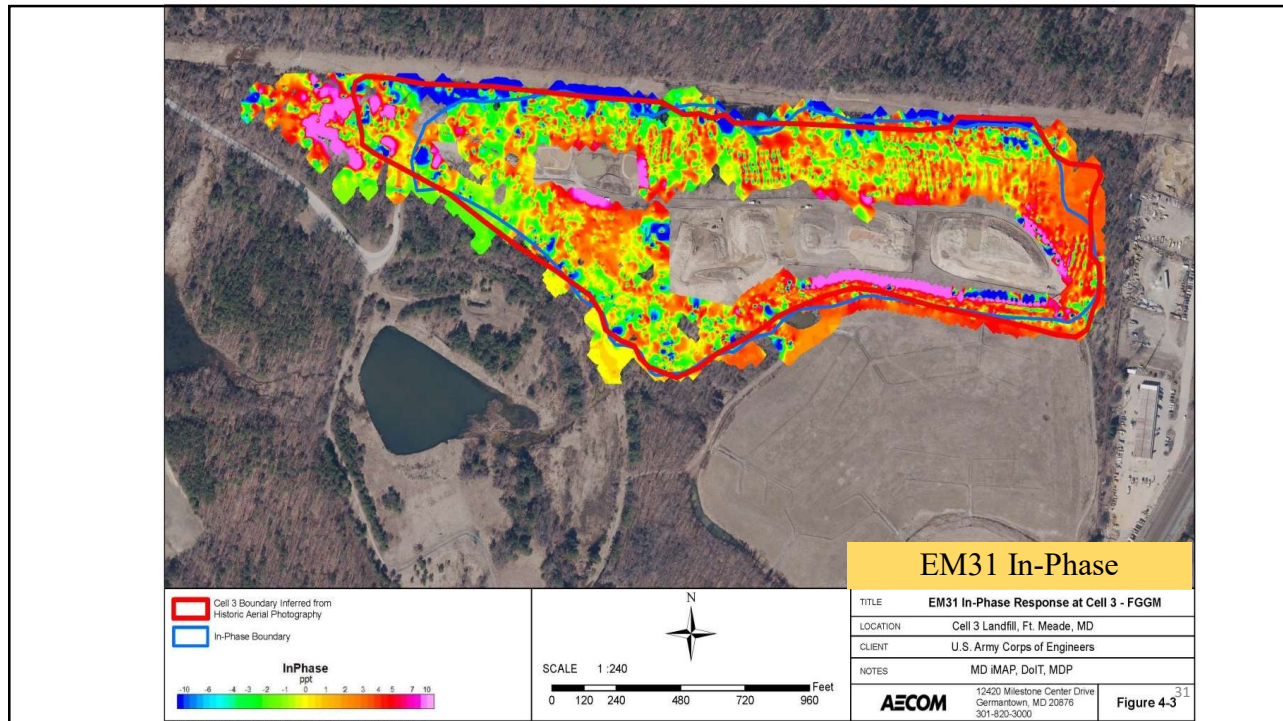 EM31 In-Phase
Cell 3 Boundary Inferred from
Historic Aerial Photography
In-Phase Boundary
InPhase
ppt
-10 -6 -4 -3 -2 -1 0 1 2 3 4 5 7 10
N
SCALE 1 :240
Feet
0 120 240 480 720 960
TITLE EM31 In-Phase Response at Cell 3 - FGGM
LOCATION Cell 3 Landfill, Ft. Meade, MD
CLIENT U.S. Army Corps of Engineers
NOTES MD iMAP, DoIT, MDP
AECOM
12420 Milestone Center Drive
Germantown, MD 20876
301-820-3000
Figure 4-3
31